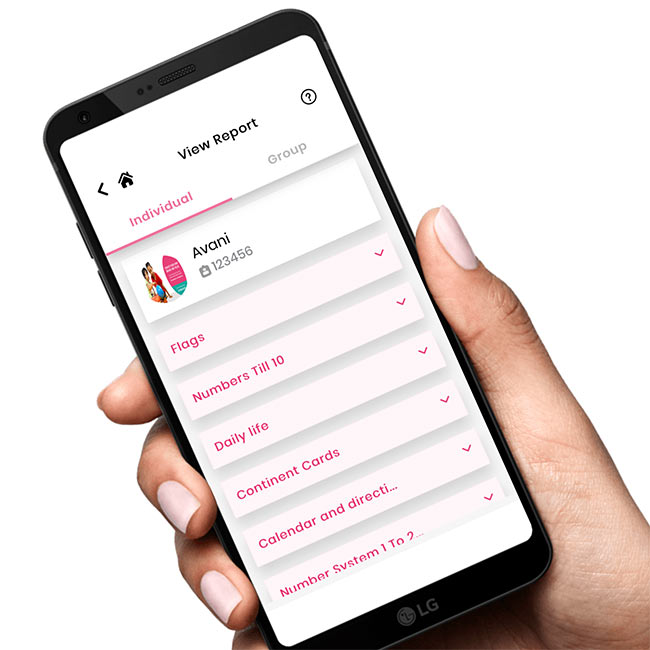 View Report
Individual
Group
Avani
123456
Flags
Numbers Till 10
Daily life
Continent Cards
Calendar and directi...
Number System 1 To 2...
LG